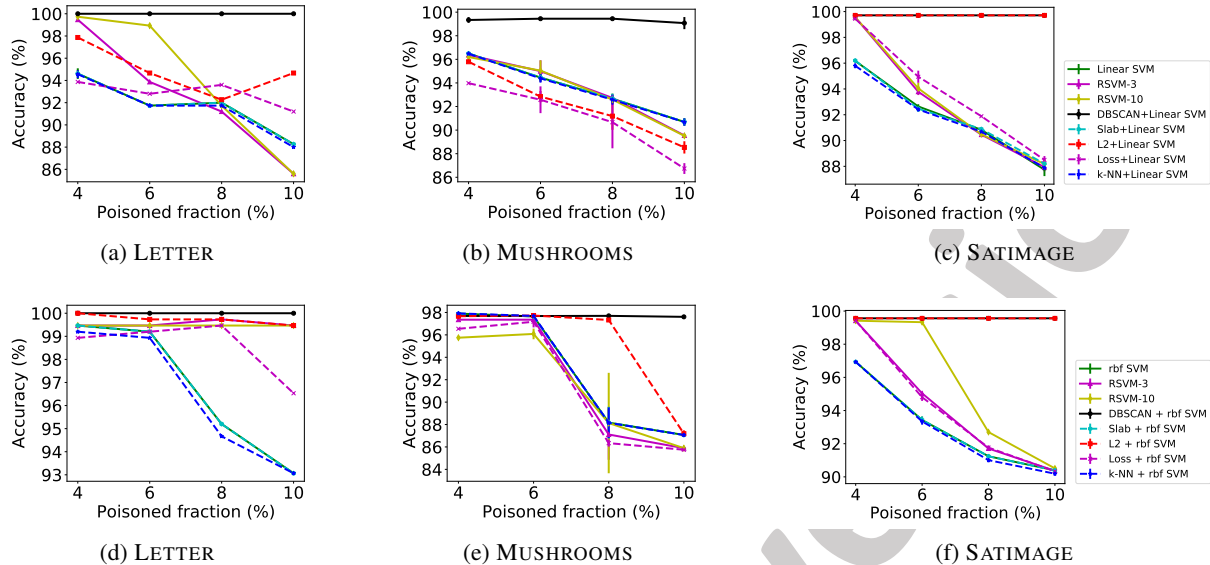 100
98
96
94
92
90
88
86
Accuracy (%)
4 6 8 10
Poisoned fraction (%)
(a) LETTER
100
98
96
94
92
90
88
86
Accuracy (%)
4 6 8 10
Poisoned fraction (%)
(b) MUSHROOMS
100
98
96
94
92
90
88
Accuracy (%)
4 6 8 10
Poisoned fraction (%)
(c) SATIMAGE
Linear SVM
RSVM-3
RSVM-10
DBSCAN+Linear SVM
Slab+Linear SVM
L2+Linear SVM
Loss+Linear SVM
k-NN+Linear SVM
100
99
98
97
96
95
94
93
Accuracy (%)
4 6 8 10
Poisoned fraction (%)
(d) LETTER
98
96
94
92
90
88
86
84
Accuracy (%)
4 6 8 10
Poisoned fraction (%)
(e) MUSHROOMS
100
98
96
94
92
90
Accuracy (%)
4 6 8 10
Poisoned fraction (%)
(f) SATIMAGE
rbf SVM
RSVM-3
RSVM-10
DBSCAN + rbf SVM
Slab + rbf SVM
L2 + rbf SVM
Loss + rbf SVM
k-NN + rbf SVM